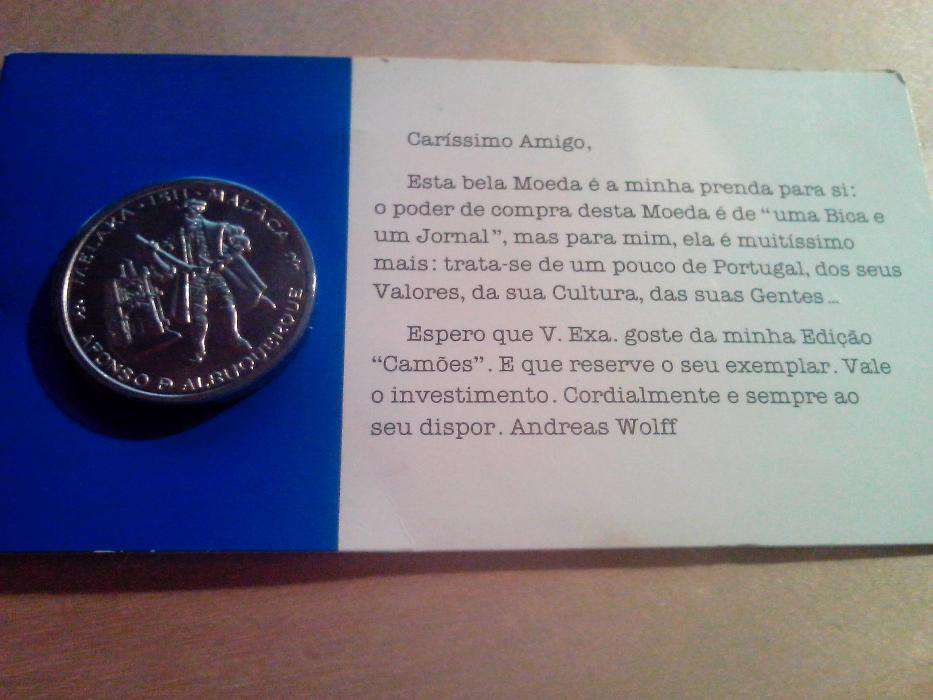 MELAKA · 1511 · MALACA
AFONSO D ALBUQUERQUE
Caríssimo Amigo,
Esta bela Moeda é a minha prenda para si:
o poder de compra desta Moeda é de “uma Bica e
um Jornal”, mas para mim, ela é muitíssimo
mais: trata-se de um pouco de Portugal, dos seus
Valores, da sua Cultura, das suas Gentes...
Espero que V. Exa. goste da minha Edição
“Camões”. E que reserve o seu exemplar. Vale
o investimento. Cordialmente e sempre ao
seu dispor. Andreas Wolff